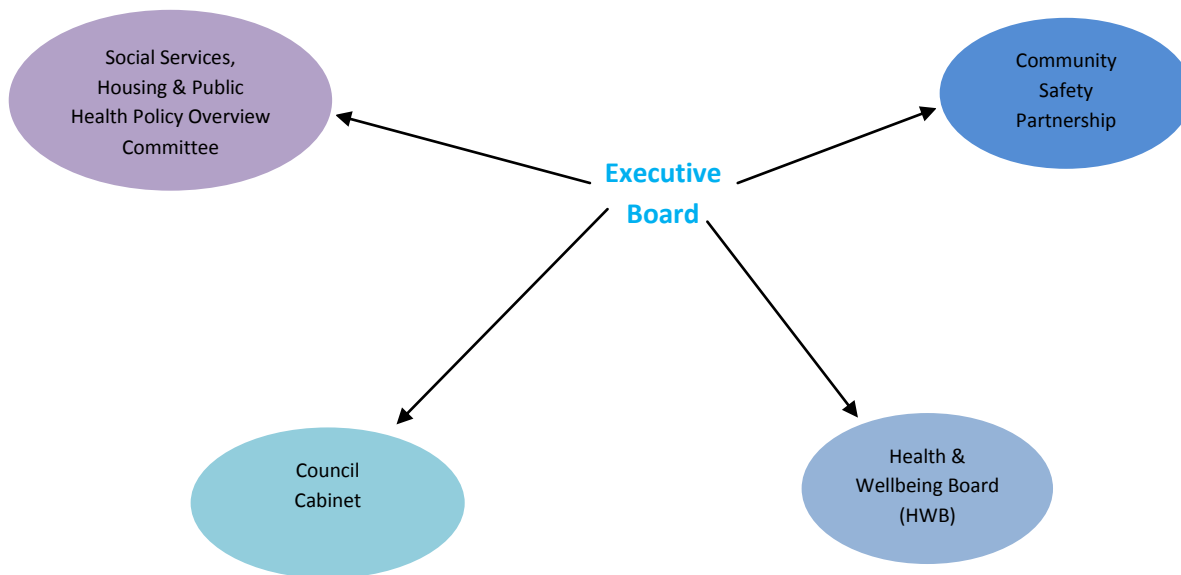 Social Services,
Housing & Public
Health Policy Overview
Committee
Community
Safety
Partnership
Executive
Board
Council
Cabinet
Health &
Wellbeing Board
(HWB)